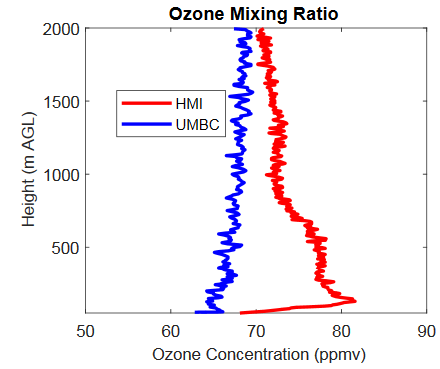 Ozone Mixing Ratio
2000
1500
1000
500
HMI
UMBC
Height (m AGL)
50
60
70
80
90
Ozone Concentration (ppmv)